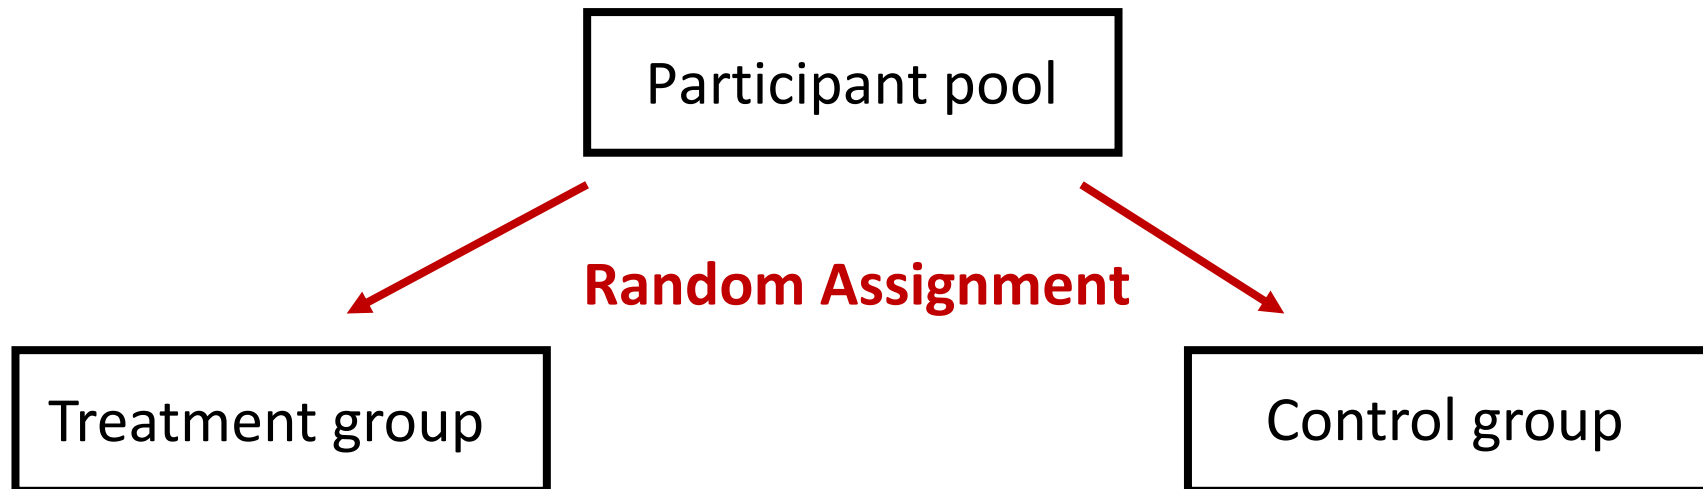 Participant pool
Random Assignment
Treatment group
Control group